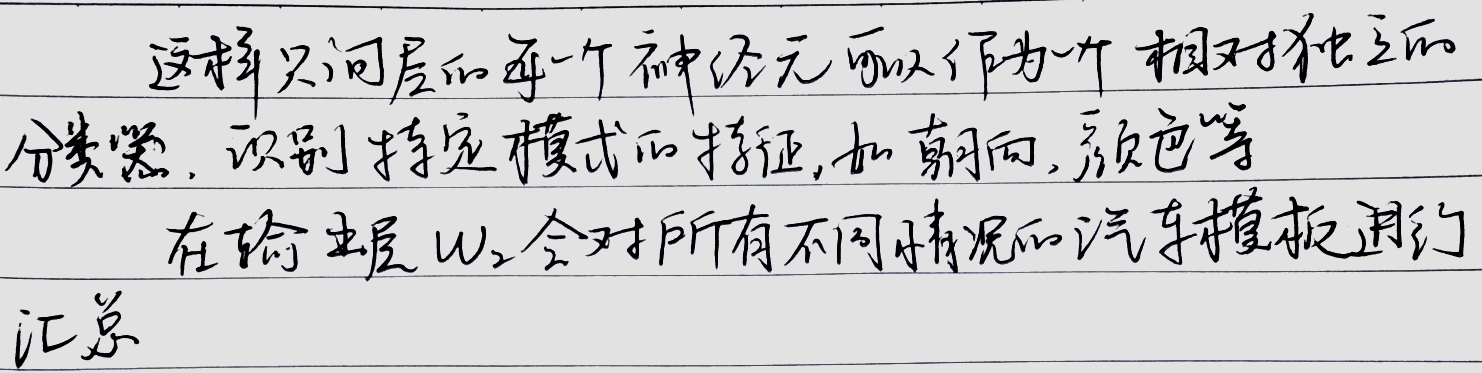 这样只问层的每一个神经元可以作为一个相对独立的
分类器，识别特定模式的特征，如朝向，颜色等
在输出层W₂会对所有不同情况的汽车模板进行
汇总